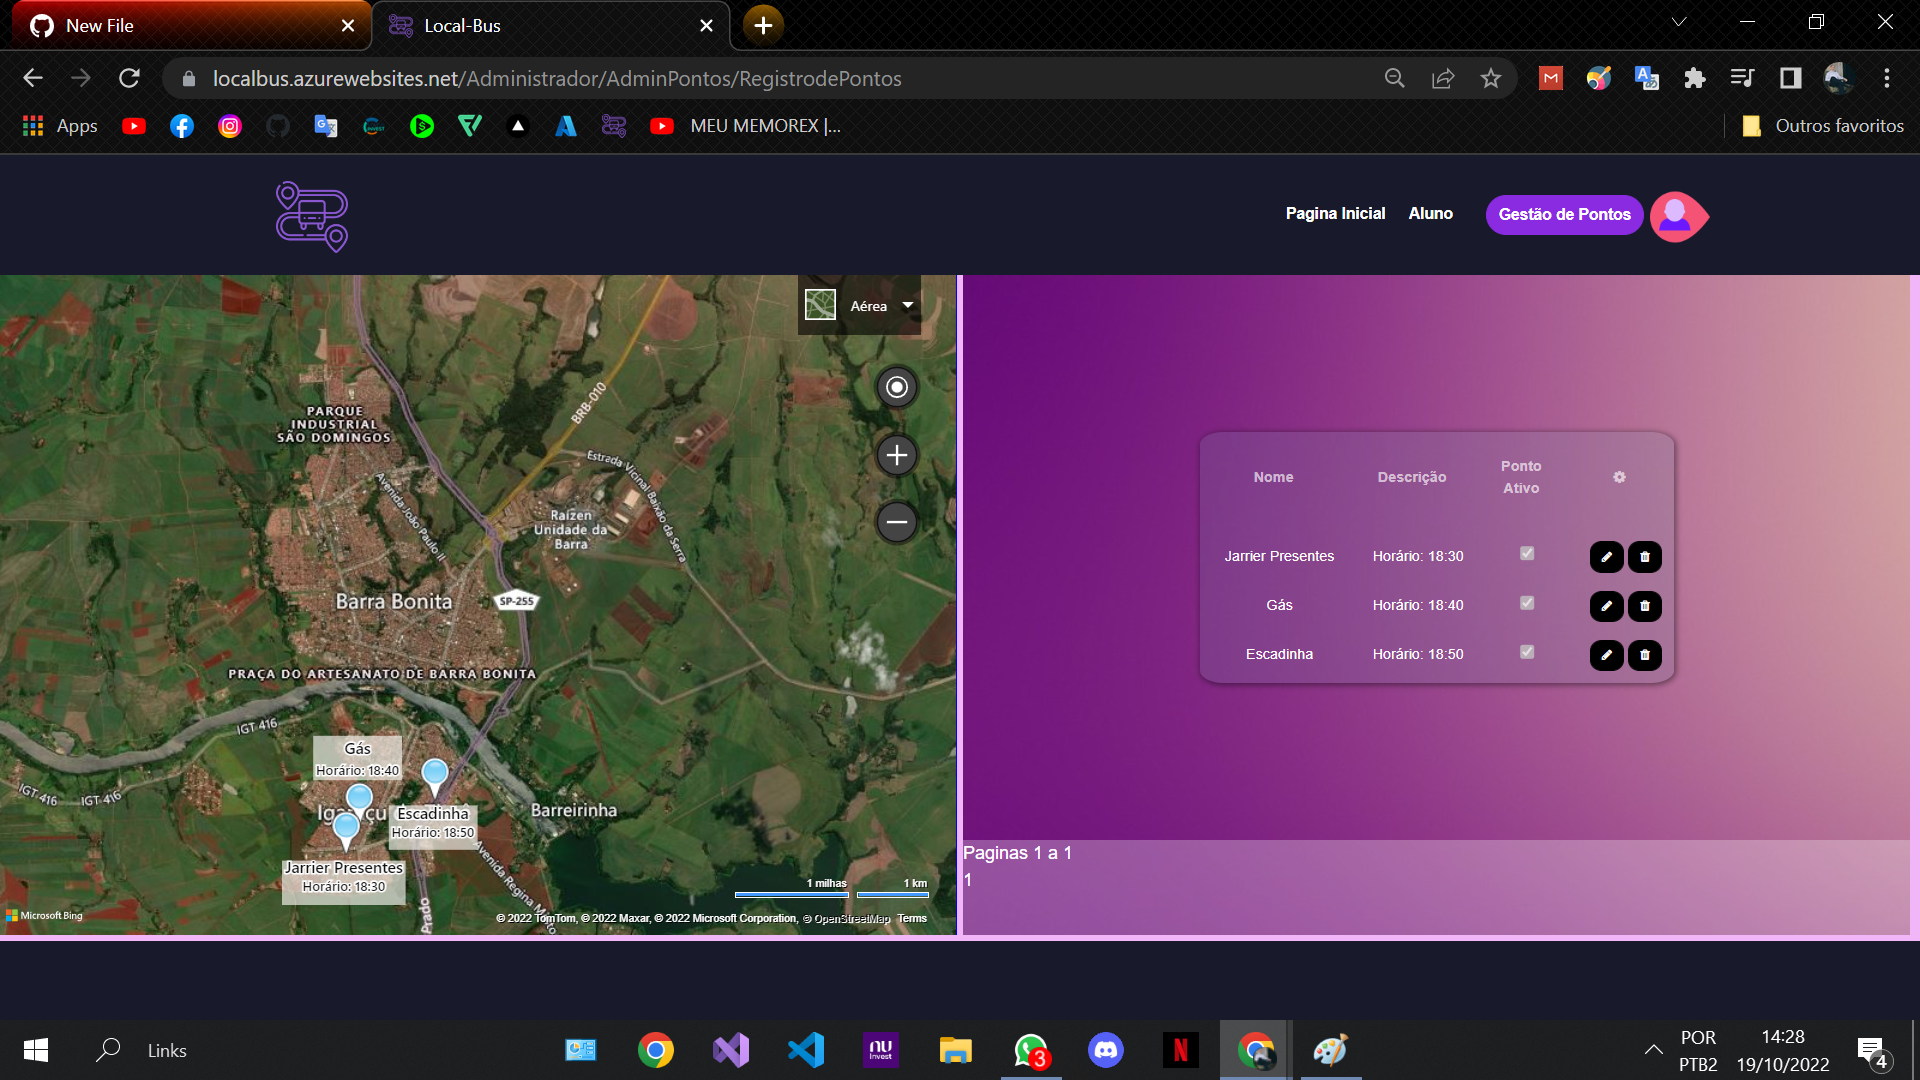 New File
Local-Bus
localbus.azurewebsites.net/Administrador/AdminPontos/RegistrodePontos
Apps
MEU MEMOREX |...
Outros favoritos
Pagina Inicial
Aluno
Gestão de Pontos
Aérea
PARQUE
INDUSTRIAL
SÃO DOMINGOS
BRB-010
Estrada Vicinal Baixão da Serra
Avenida João Paulo II
Raízen
Unidade da
Barra
Barra Bonita
SP-255
PRAÇA DO ARTESANATO DE BARRA BONITA
IGT 416
IGT 416
IGT 416
Gás
Horário: 18:40
Escadinha
Horário: 18:50
Barreirinha
Jarrier Presentes
Horário: 18:30
Avenida Regina
Prado
1 milhas
1 km
Microsoft Bing
© 2022 TomTom, © 2022 Maxar, © 2022 Microsoft Corporation, © OpenStreetMap Terms
Nome
Descrição
Ponto
Ativo
Jarrier Presentes
Horário: 18:30
Gás
Horário: 18:40
Escadinha
Horário: 18:50
Paginas 1 a 1
1
Links
nu
invest
3
N
POR
PTB2
14:28
19/10/2022
4